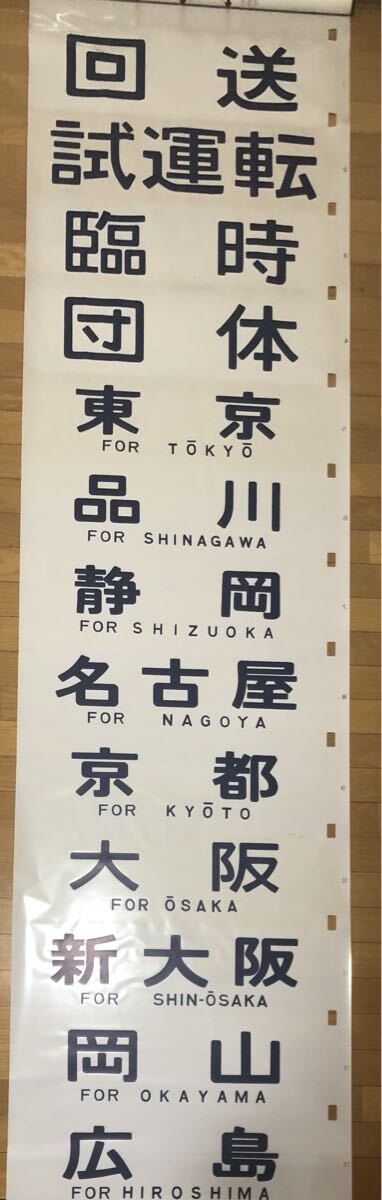 回送
試運転
臨時
団体
東京
FOR TŌKYŌ
品川
FOR SHINAGAWA
静岡
FOR SHIZUOKA
名古屋
FOR NAGOYA
京都
FOR KYŌTO
大阪
FOR ŌSAKA
新大阪
FOR SHIN-ŌSAKA
岡山
FOR OKAYAMA
広島
FOR HIROSHIMA